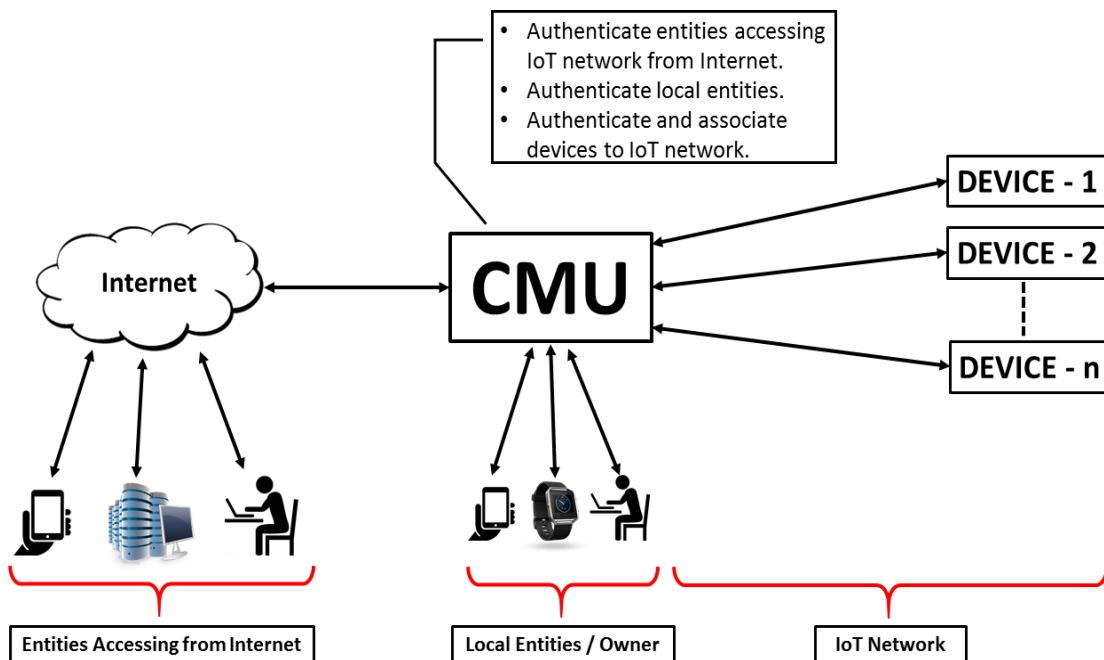 • Authenticate entities accessing
IoT network from Internet.
• Authenticate local entities.
• Authenticate and associate
devices to IoT network.
DEVICE - 1
DEVICE - 2
DEVICE - n
Internet
CMU
Entities Accessing from Internet
Local Entities / Owner
IoT Network